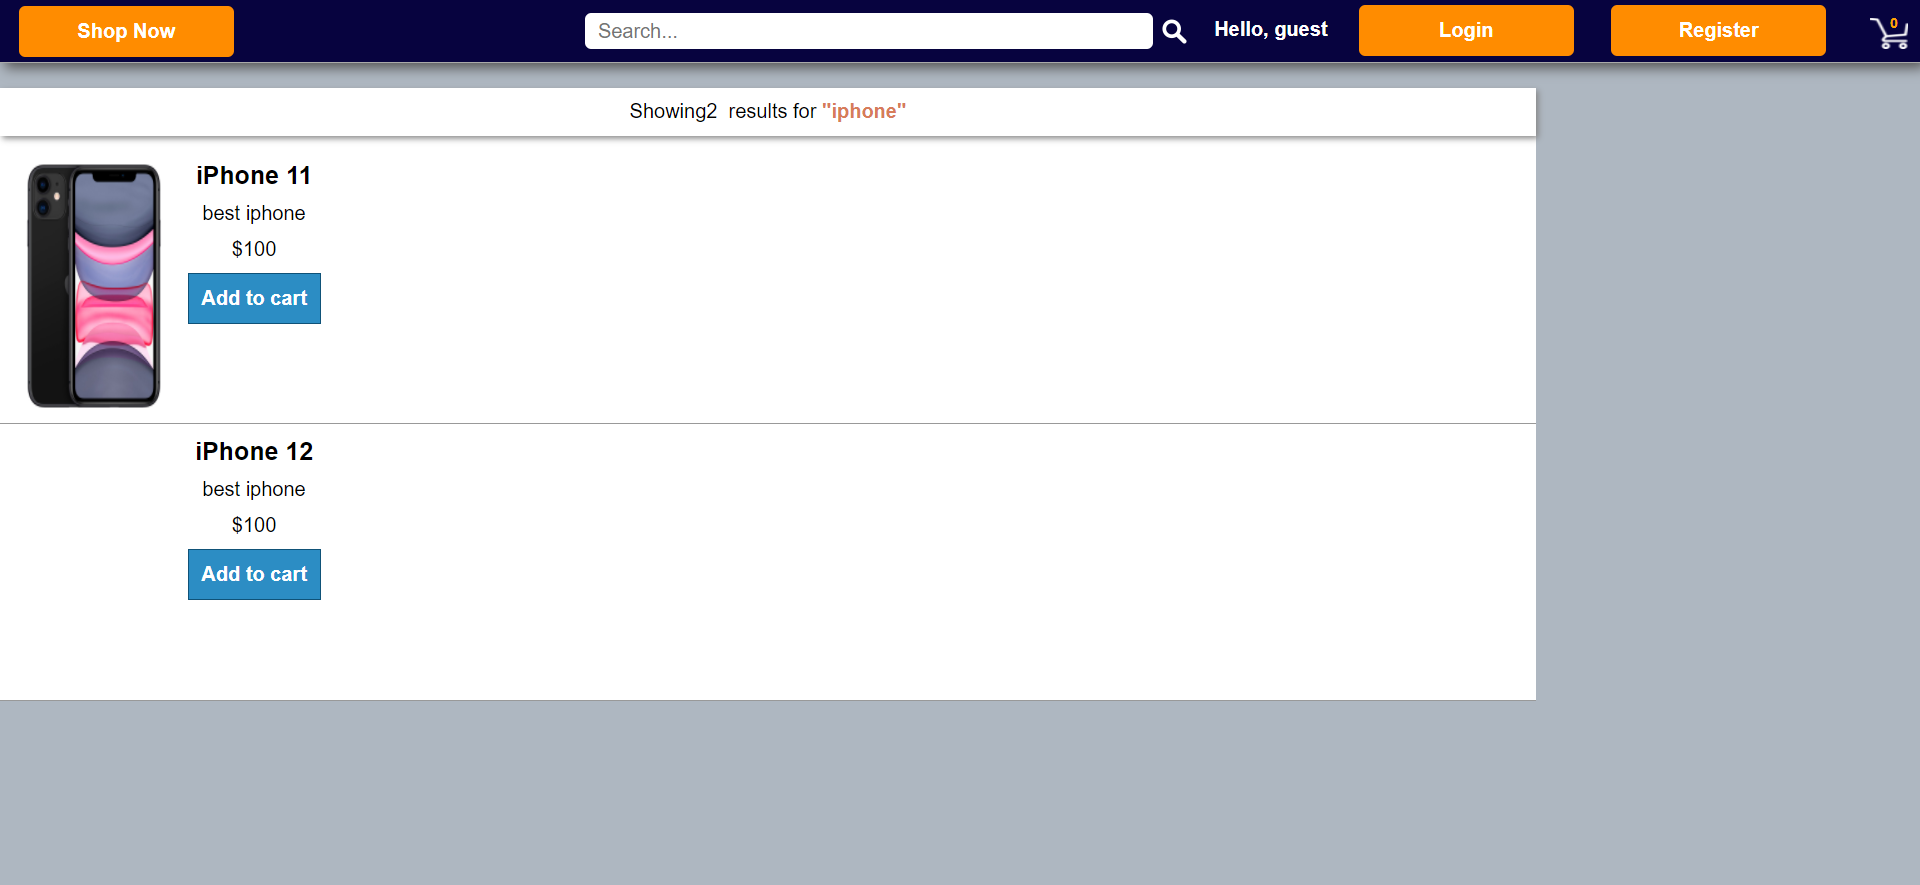 Shop Now
Search...
Hello, guest
Login
Register
0
Showing2  results for "iphone"
iPhone 11
best iphone
$100
Add to cart
iPhone 12
best iphone
$100
Add to cart